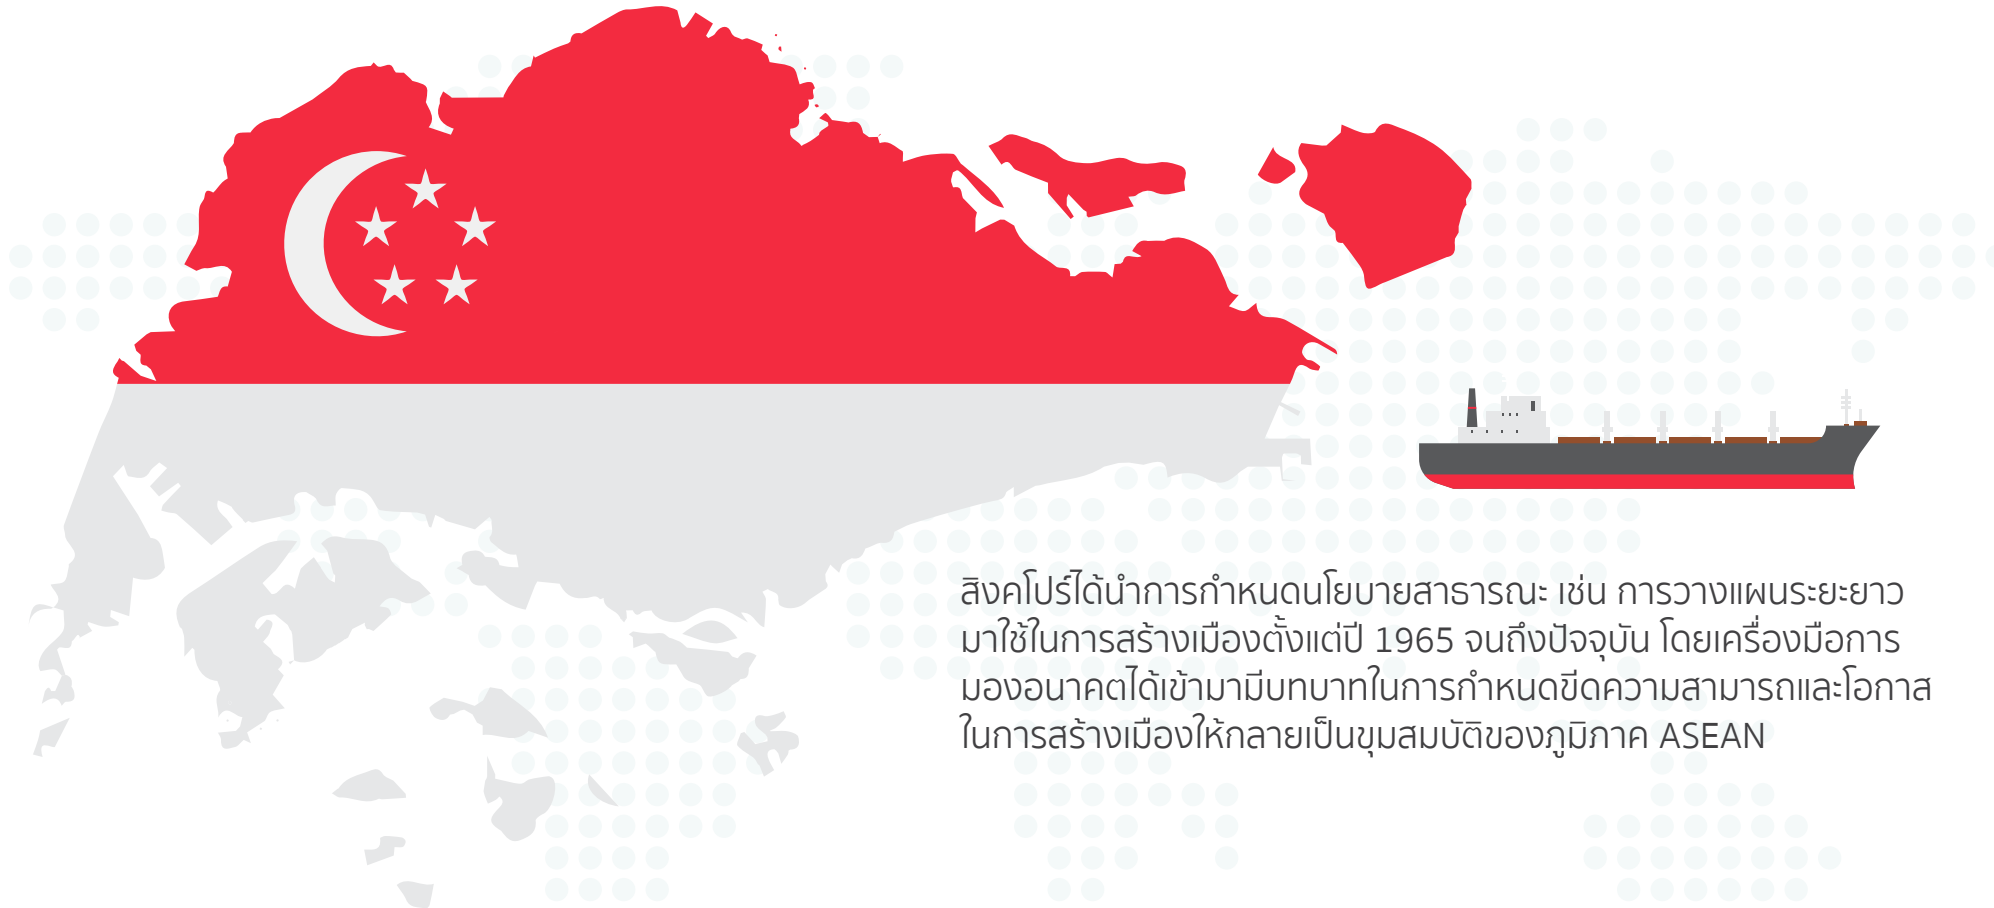 สิงคโปร์ได้นำการกำหนดนโยบายสาธารณะ เช่น การวางแผนระยะยาว
มาใช้ในการสร้างเมืองตั้งแต่ปี 1965 จนถึงปัจจุบัน โดยเครื่องมือการ
มองอนาคตได้เข้ามามีบทบาทในการกำหนดขีดความสามารถและโอกาส
ในการสร้างเมืองให้กลายเป็นขุมสมบัติของภูมิภาค ASEAN